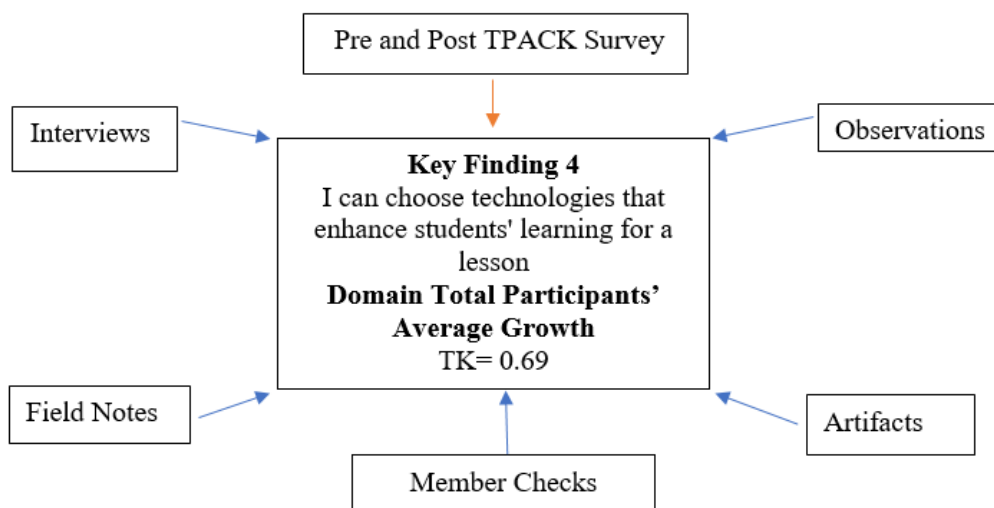 Pre and Post TPACK Survey
Interviews
Observations
Key Finding 4
I can choose technologies that
enhance students' learning for a
lesson
Domain Total Participants’
Average Growth
TK= 0.69
Field Notes
Artifacts
Member Checks